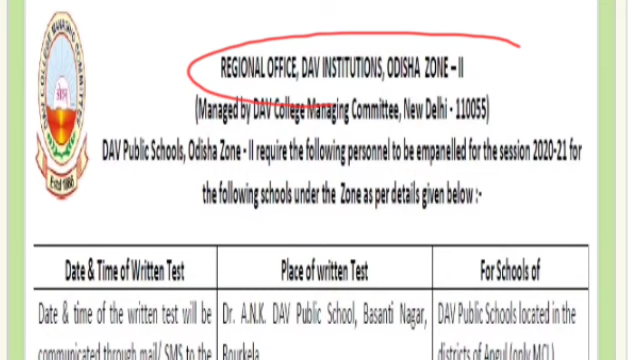 REGIONAL OFFICE, DAV INSTITUTIONS, ODISHA ZONE – II
(Managed by DAV College Managing Committee, New Delhi - 110055)
DAV Public Schools, Odisha Zone - II require the following personnel to be empanelled for the session 2020-21 for
the following schools under the Zone as per details given below :-
Date & Time of Written Test
Place of written Test
For Schools of
Date & time of the written test will be
communicated through mail/ SMS to the
Dr. A.N.K. DAV Public School, Basanti Nagar,
Rourkela
DAV Public Schools located in the
districts of Angul (only MCL)
Estd 1886